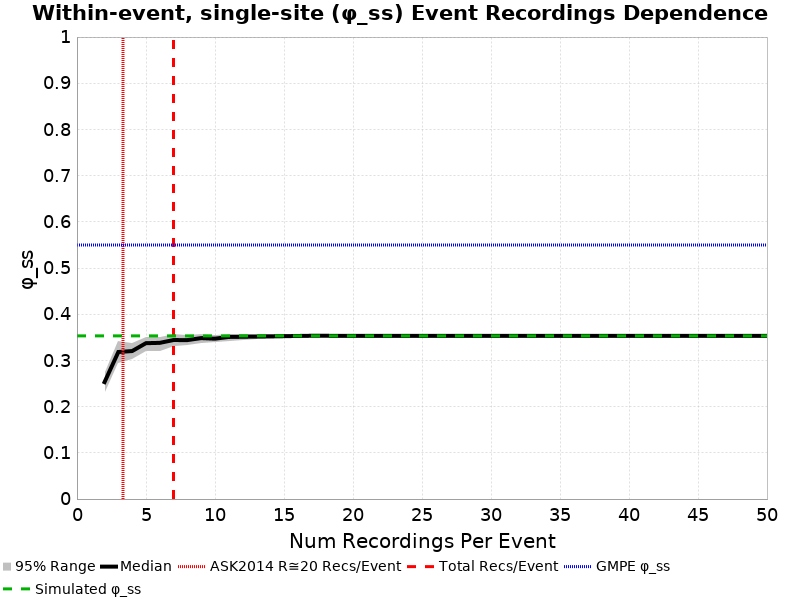 Within-event, single-site (φ_ss) Event Recordings Dependence
1
0.9
0.8
0.7
0.6
0.5
0.4
0.3
0.2
0.1
0
φ_ss
0 5 10 15 20 25 30 35 40 45 50
Num Recordings Per Event
95% Range Median ASK2014 R≅20 Recs/Event Total Recs/Event GMPE φ_ss
Simulated φ_ss